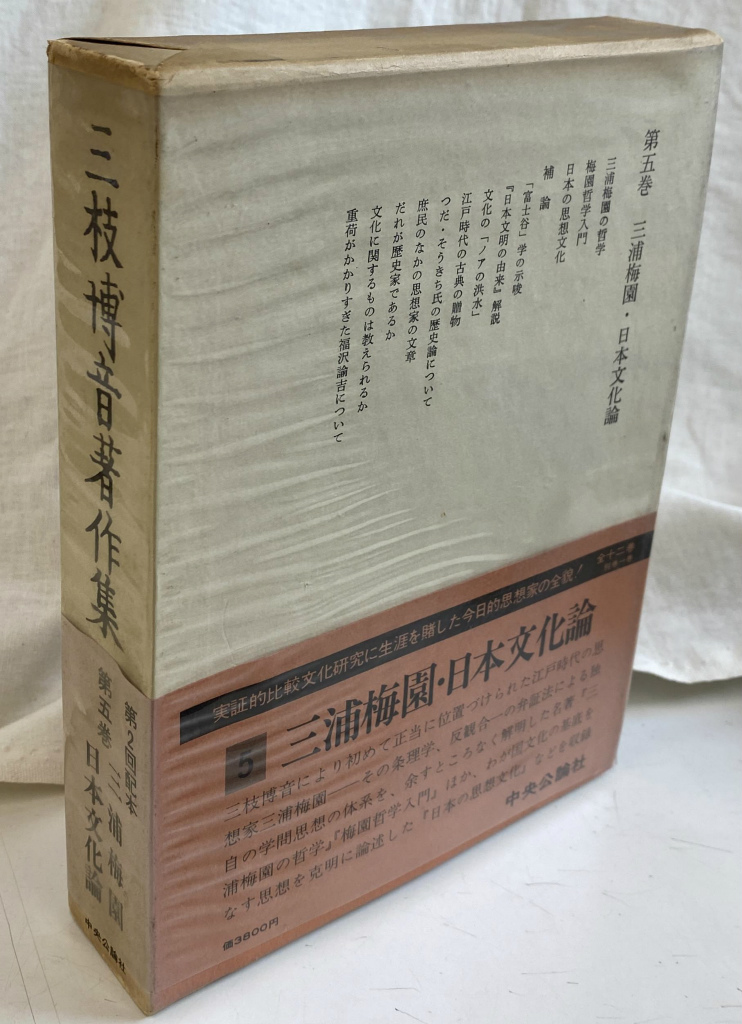 三枝博音著作集
第2回配本
第五巻 三浦梅園
日本文化論
中央公論社
第五巻 三浦梅園・日本文化論
三浦梅園の哲学
梅園哲学入門
日本の思想文化
補論
「富士谷」学の示唆
『日本文明の由来』解説
文化の「ノアの洪水」
江戸時代の古典の贈物
つだ・そうきち氏の歴史論について
庶民のなかの思想家の文章
だれが歴史家であるか
文化に関するものは教えられるか
重荷がかかりすぎた福沢諭吉について
実証的比較文化研究に生涯を賭した今日的思想家の全貌!
全十二巻
5 三浦梅園・日本文化論
三枝博音により初めて正当に位置づけられた江戸時代の思
想家三浦梅園――その条理学、反観合一の弁証法による独
自の学問思想の体系を、余すところなく解明した名著『三
浦梅園の哲学』『梅園哲学入門』ほか、わが国文化の基盤を
なす思想を克明に論述した『日本の思想文化』などを収録
中央公論社
価3800円